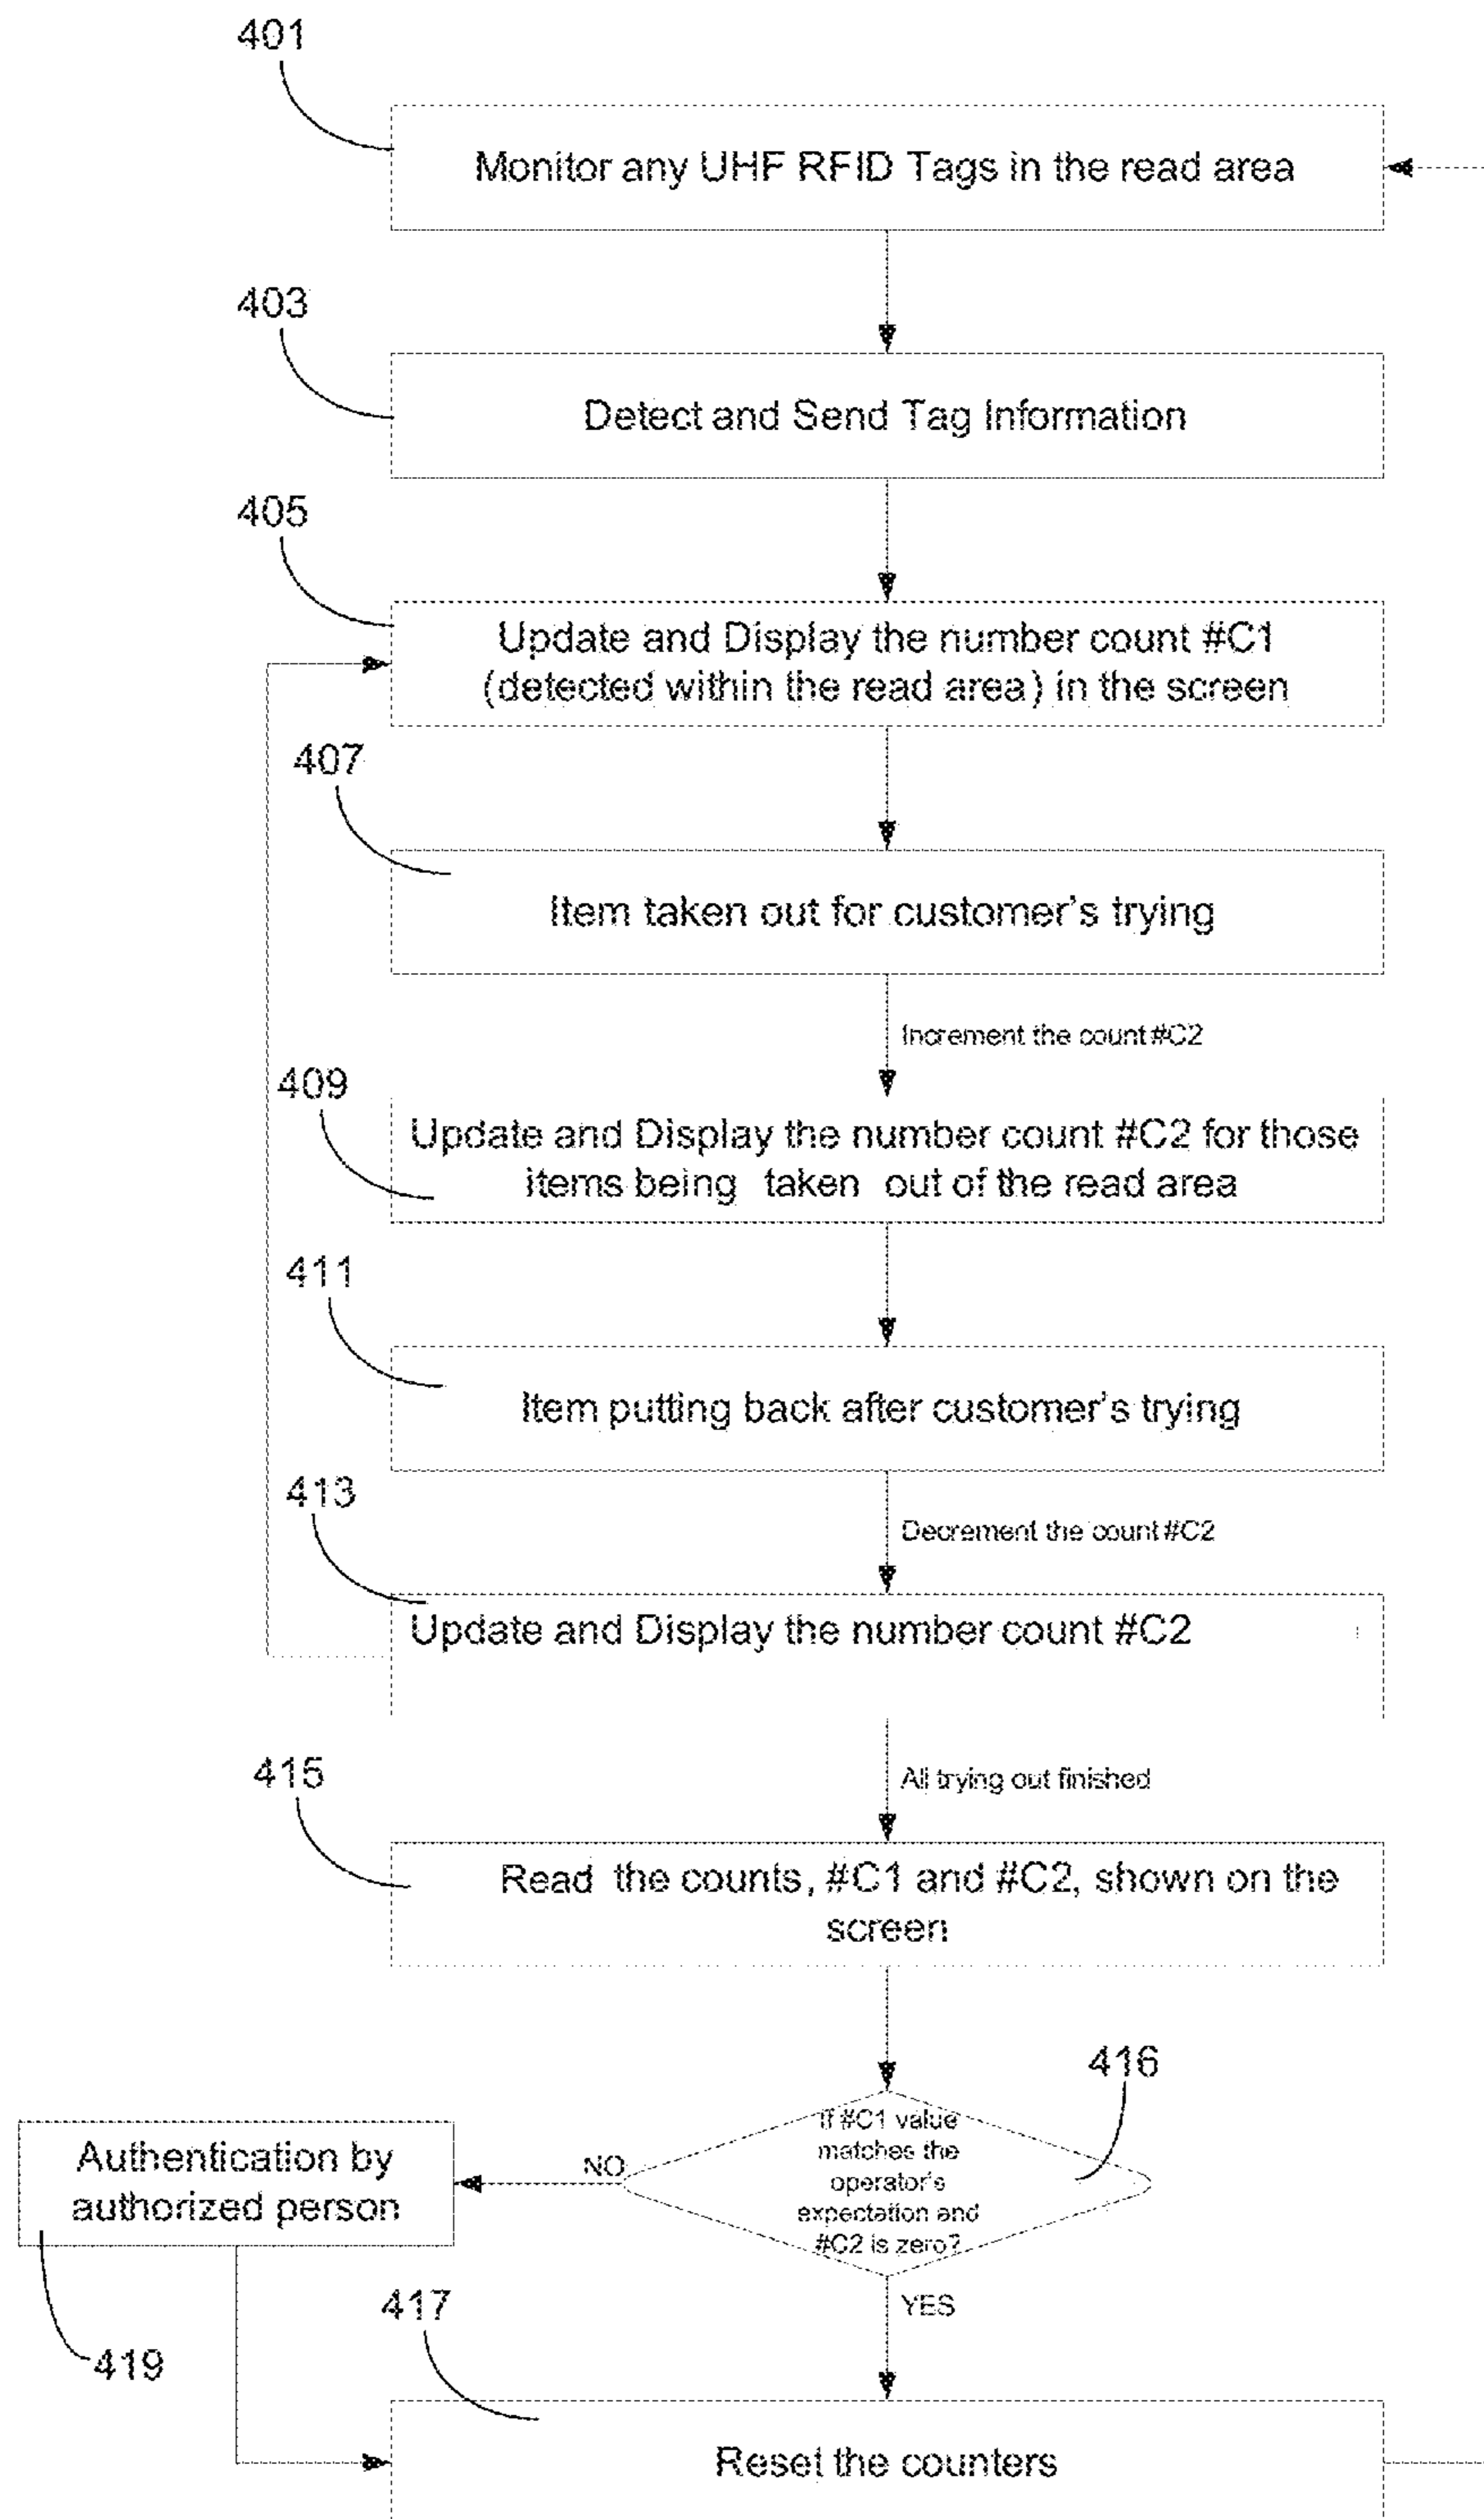 401
Monitor any UHF RFID Tags in the read area
403
Detect and Send Tag Information
405
Update and Display the number count #C1
(detected within the read area) in the screen
407
Item taken out for customer's trying
Increment the count #C2
409
Update and Display the number count #C2 for those
items being taken out of the read area
411
Item putting back after customer's trying
413
Decrement the count #C2
Update and Display the number count #C2
415
All trying out finished
Read the counts, #C1 and #C2, shown on the
screen
416
If #C1 value
matches the
operator's
expectation and
#C2 is zero?
NO
Authentication by
authorized person
YES
417
419
Reset the counters